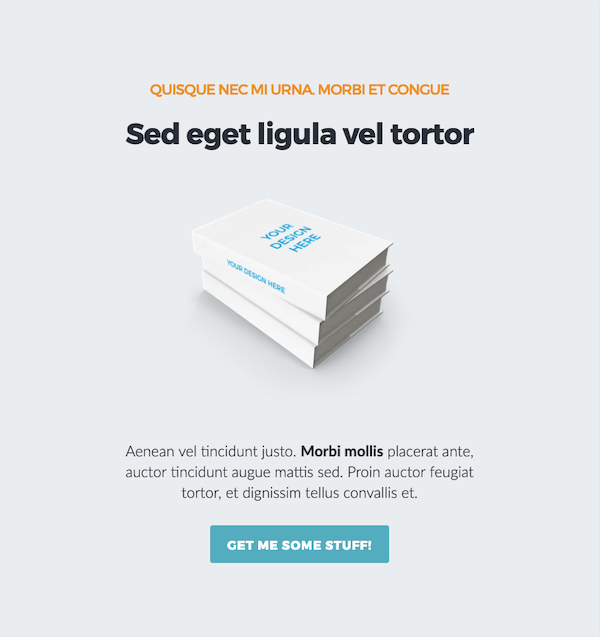 QUISQUE NEC MI URNA. MORBI ET CONGUE
Sed eget ligula vel tortor
YOUR
DESIGN
HERE
YOUR DESIGN HERE
Aenean vel tincidunt justo. Morbi mollis placerat ante,
auctor tincidunt augue mattis sed. Proin auctor feugiat
tortor, et dignissim tellus convallis et.
GET ME SOME STUFF!